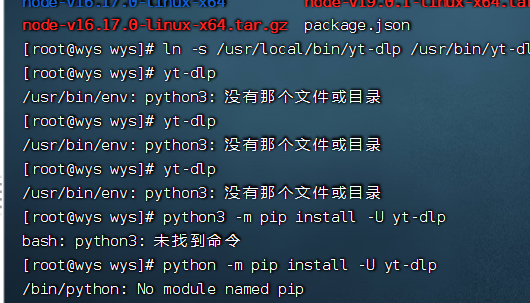 node-v16.17.0-linux-x64 node-v19.0.1-linux-x64.tar
node-v16.17.0-linux-x64.tar.gz package.json
[root@wys wys]# ln -s /usr/local/bin/yt-dlp /usr/bin/yt-dl
[root@wys wys]# yt-dlp
/usr/bin/env: python3: 没有那个文件或目录
[root@wys wys]# yt-dlp
/usr/bin/env: python3: 没有那个文件或目录
[root@wys wys]# yt-dlp
/usr/bin/env: python3: 没有那个文件或目录
[root@wys wys]# python3 -m pip install -U yt-dlp
bash: python3: 未找到命令
[root@wys wys]# python -m pip install -U yt-dlp
/bin/python: No module named pip